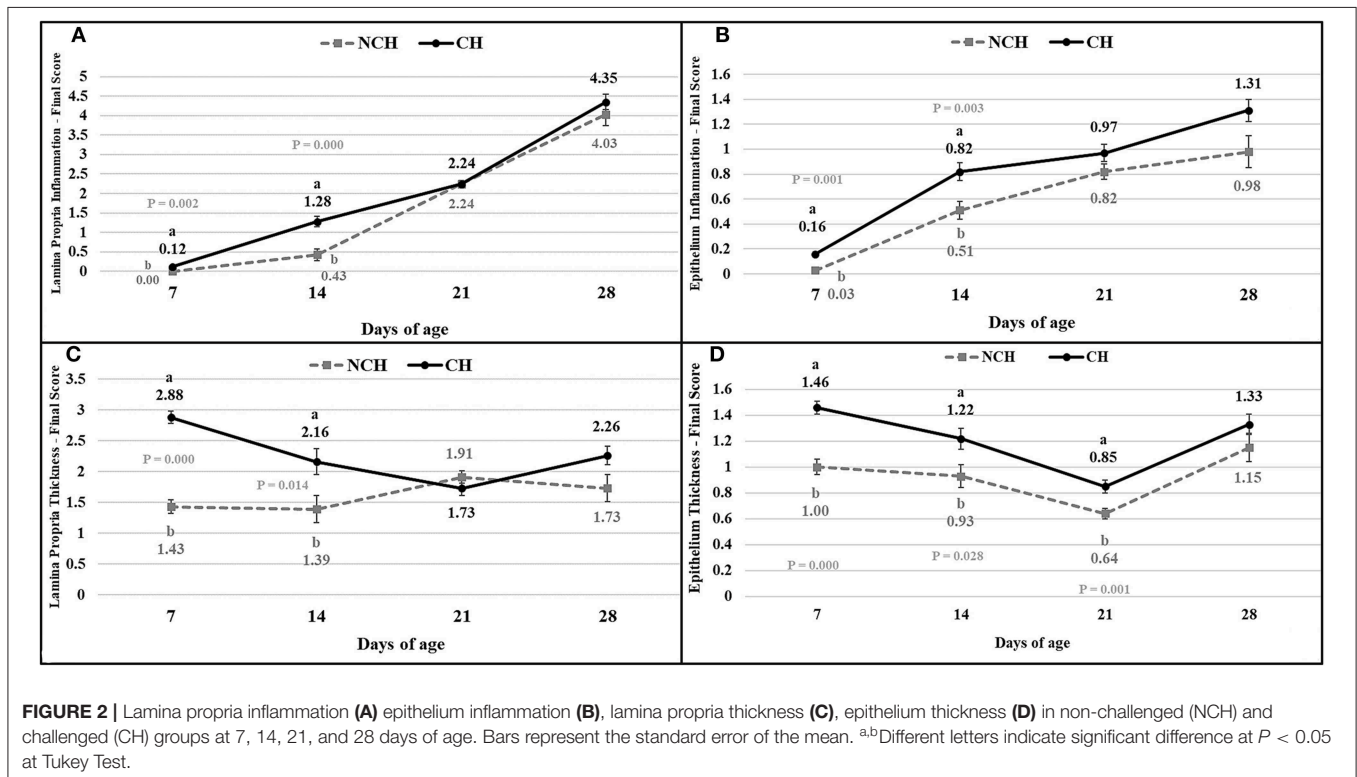 A
NCH CH
Lamina Propria Inflammation - Final Score
5
4.5
4
3.5
3
2.5
2
1.5
1
0.5
0
4.35
4.03
P = 0.000
2.24
2.24
a
1.28
P = 0.002
a
0.12
b
0.00
b
0.43
7 14 21 28
Days of age
B
NCH CH
Epithelium Inflammation - Final Score
1.6
1.4
1.2
1
0.8
0.6
0.4
0.2
0
1.31
P = 0.003
0.97
a
0.82
P = 0.001
0.82
0.98
a
0.16
b
0.51
b
0.03
7 14 21 28
Days of age
C
NCH CH
Lamina Propria Thickness - Final Score
3.5
3
2.5
2
1.5
1
0.5
0
a
2.88
a
2.16
2.26
P = 0.000
1.91
P = 0.014
1.73
1.73
b
1.43
b
1.39
7 14 21 28
Days of age
D
NCH CH
Epithelium Thickness - Final Score
1.6
1.4
1.2
1
0.8
0.6
0.4
0.2
0
a
1.46
a
1.22
1.33
a
0.85
1.15
b
1.00
b
0.93
b
0.64
P = 0.000
P = 0.028
P = 0.001
7 14 21 28
Days of age
FIGURE 2 | Lamina propria inflammation (A) epithelium inflammation (B), lamina propria thickness (C), epithelium thickness (D) in non-challenged (NCH) and
challenged (CH) groups at 7, 14, 21, and 28 days of age. Bars represent the standard error of the mean. a,bDifferent letters indicate significant difference at P < 0.05
at Tukey Test.